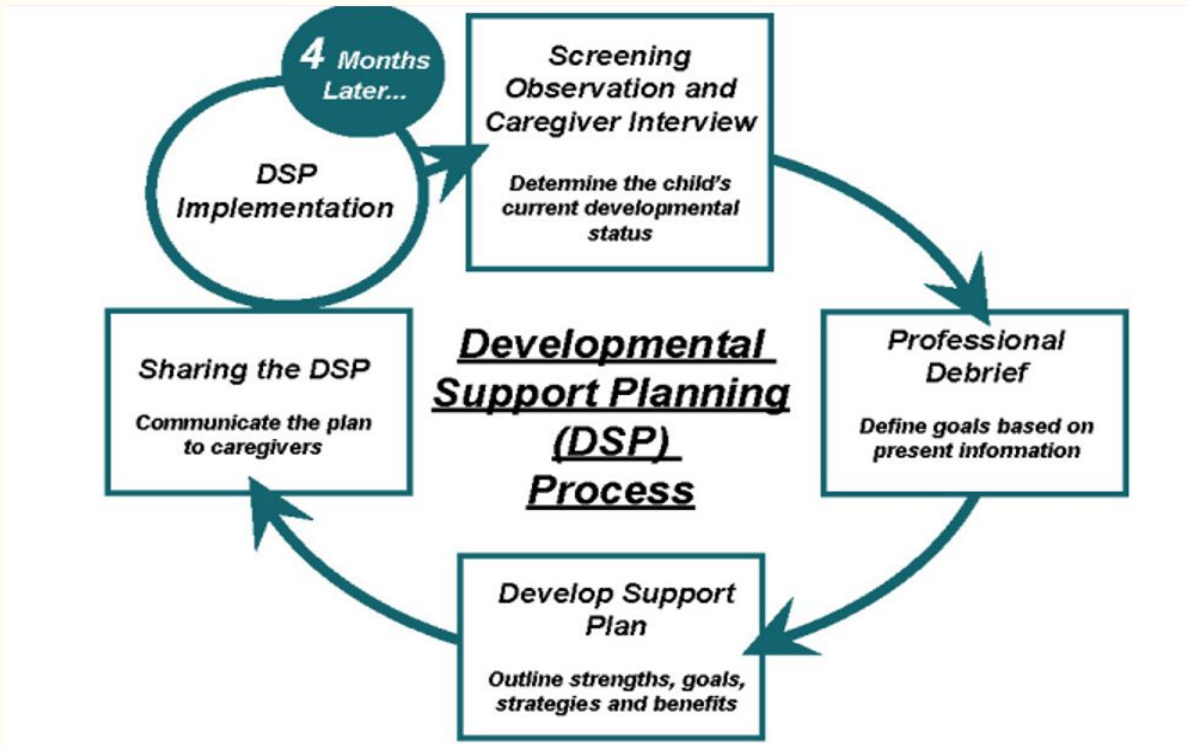 4 Months
Later...
DSP
Implementation
Screening
Observation and
Caregiver Interview
Determine the child's
current developmental
status
Professional
Debrief
Define goals based on
present information
Develop Support
Plan
Outline strengths, goals,
strategies and benefits
Sharing the DSP
Communicate the plan
to caregivers
Developmental
Support Planning
(DSP)
Process